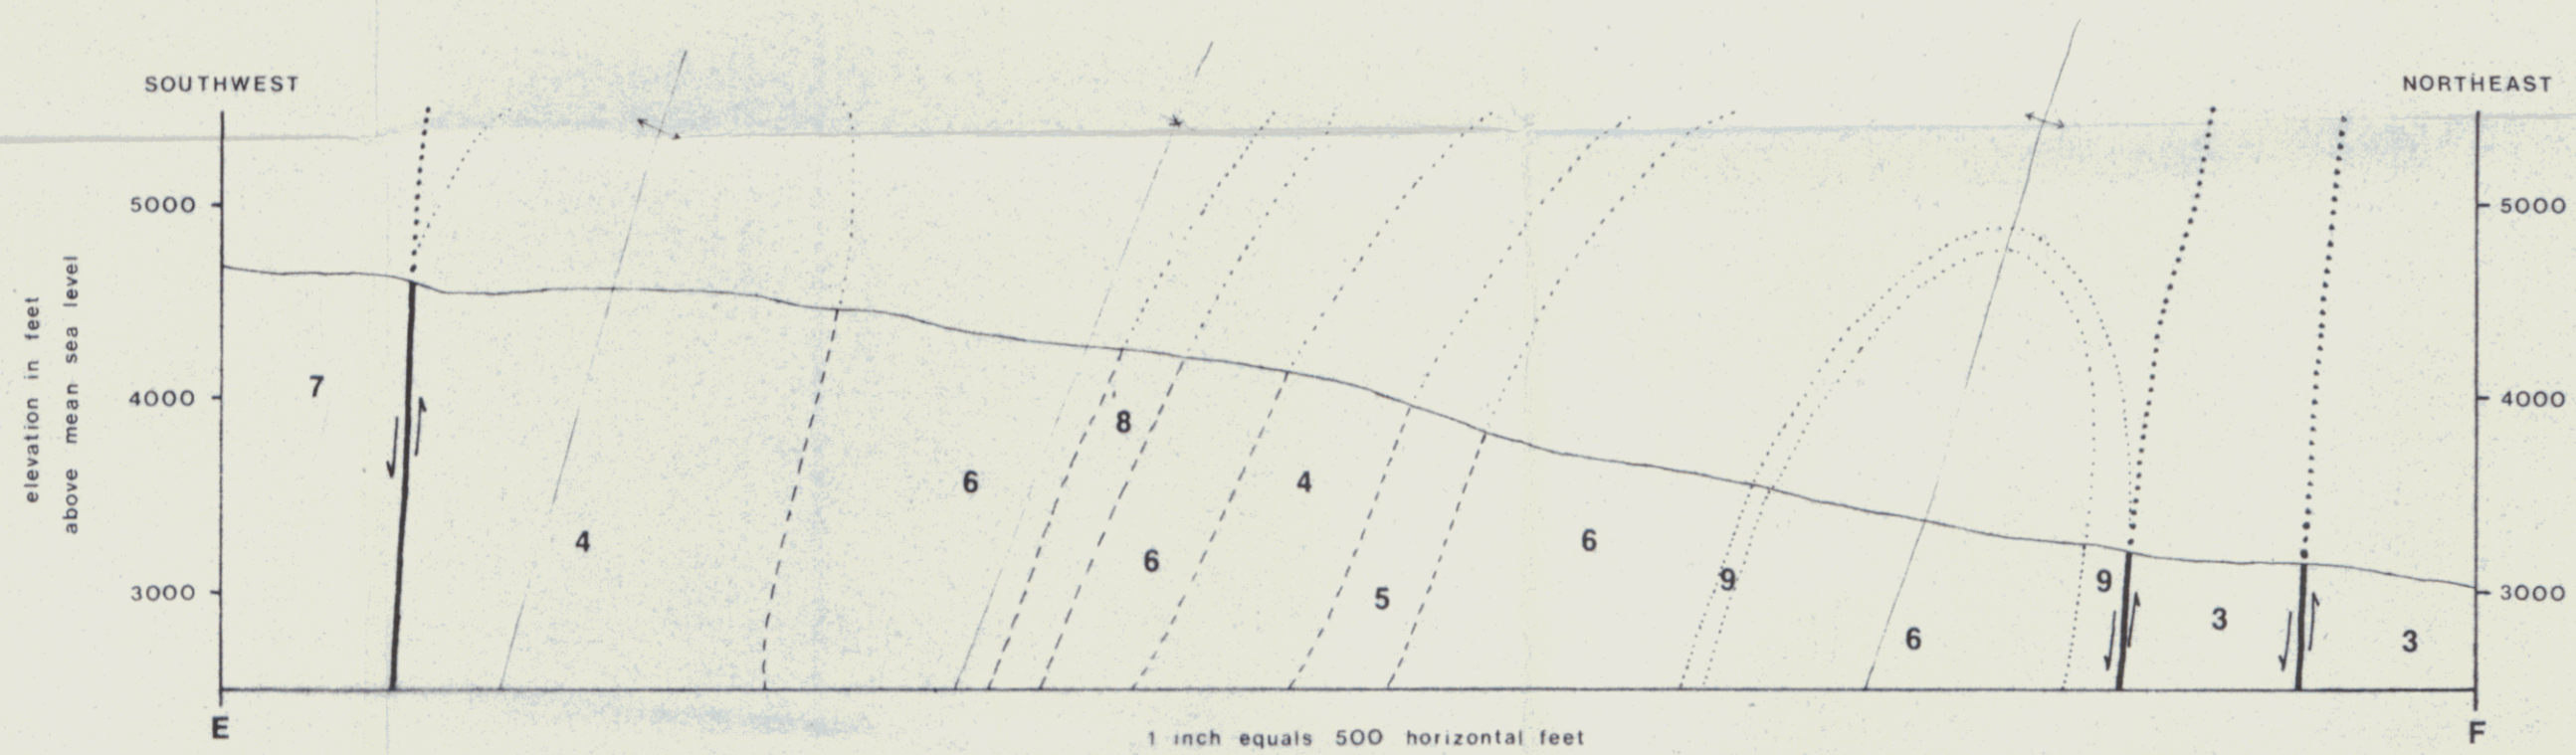 SOUTHWEST
NORTHEAST
5000
5000
elevation in feet
above mean sea level
7
4000
4000
8
6
4
4
6
6
9
9
3000
5
3000
3
6
3
E
1 inch equals 500 horizontal feet
F